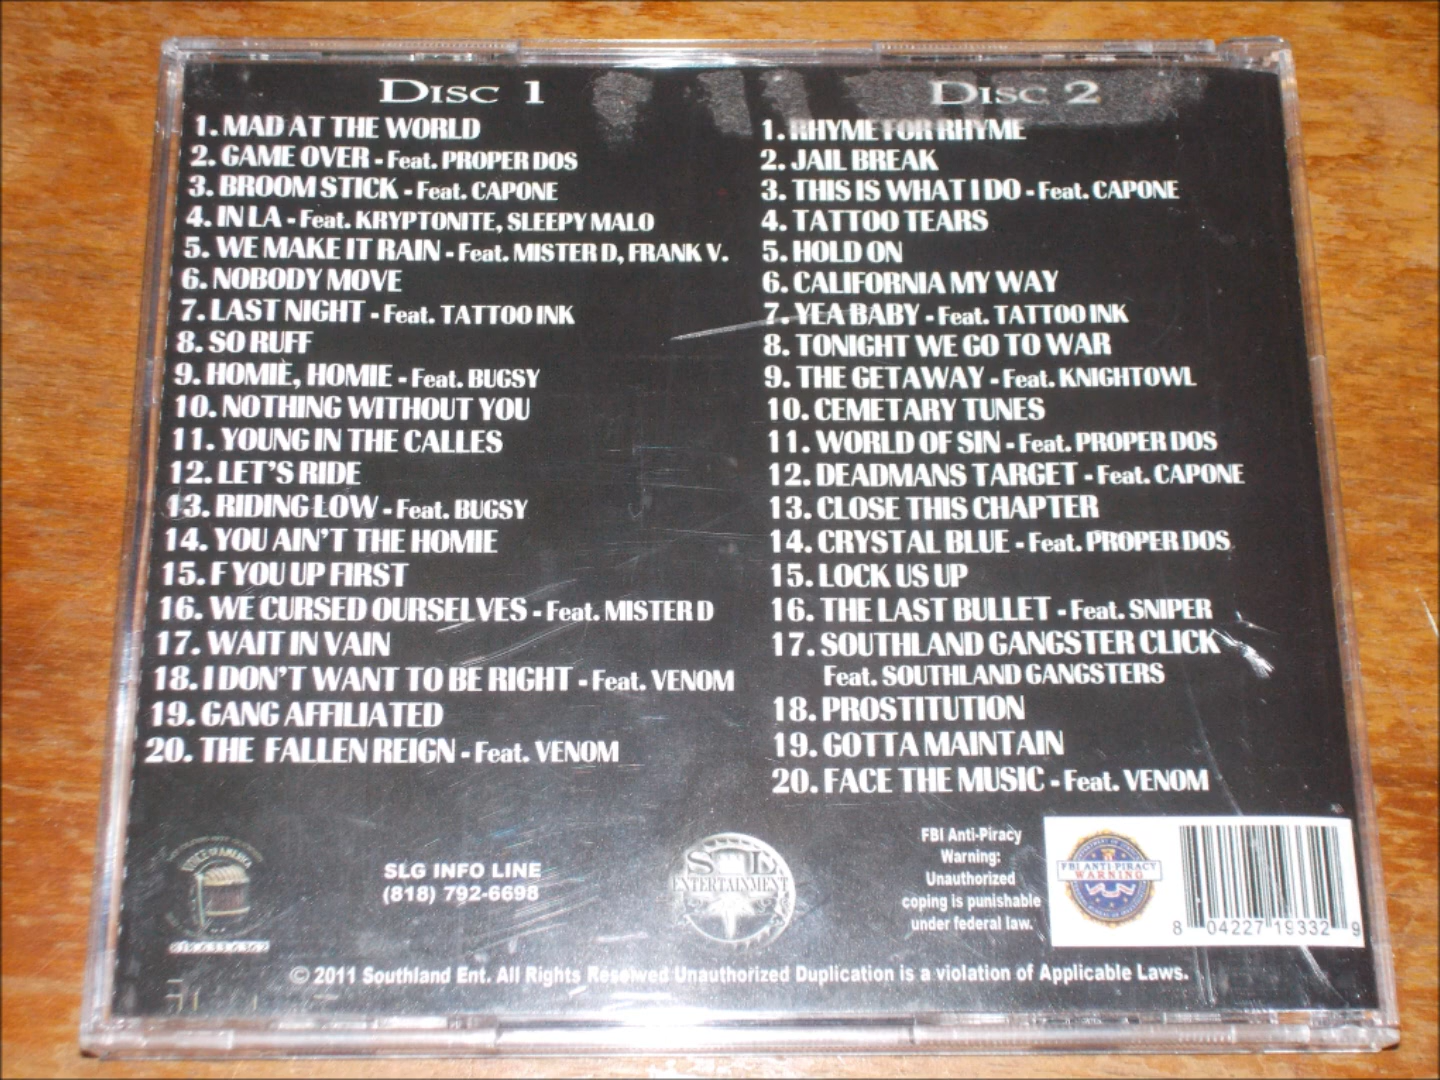 DISC 1
1. MAD AT THE WORLD
2. GAME OVER - Feat. PROPER DOS
3. BROOM STICK - Feat. CAPONE
4. IN LA - Feat. KRYPTONITE, SLEEPY MALO
5. WE MAKE IT RAIN - Feat. MISTER D, FRANK V.
6. NOBODY MOVE
7. LAST NIGHT - Feat. TATTOO INK
8. SO RUFF
9. HOMIE, HOMIE - Feat. BUGSY
10. NOTHING WITHOUT YOU
11. YOUNG IN THE CALLES
12. LET'S RIDE
13. RIDING LOW - Feat. BUGSY
14. YOU AIN'T THE HOMIE
15. F YOU UP FIRST
16. WE CURSED OURSELVES - Feat. MISTER D
17. WAIT IN VAIN
18. I DON'T WANT TO BE RIGHT - Feat. VENOM
19. GANG AFFILIATED
20. THE FALLEN REIGN - Feat. VENOM
DISC 2
1. RHYME FOR RHYME
2. JAIL BREAK
3. THIS IS WHAT I DO - Feat. CAPONE
4. TATTOO TEARS
5. HOLD ON
6. CALIFORNIA MY WAY
7. YEA BABY - Feat. TATTOO INK
8. TONIGHT WE GO TO WAR
9. THE GETAWAY - Feat. KNIGHTOWL
10. CEMETARY TUNES
11. WORLD OF SIN - Feat. PROPER DOS
12. DEADMANS TARGET - Feat. CAPONE
13. CLOSE THIS CHAPTER
14. CRYSTAL BLUE - Feat. PROPER DOS
15. LOCK US UP
16. THE LAST BULLET - Feat. SNIPER
17. SOUTHLAND GANGSTER CLICK
Feat. SOUTHLAND GANGSTERS
18. PROSTITUTION
19. GOTTA MAINTAIN
20. FACE THE MUSIC - Feat. VENOM
818.633.6362
SLG INFO LINE
(818) 792-6698
ENTERTAINMENT
FBI Anti-Piracy
Warning:
Unauthorized
coping is punishable
under federal law.
FBI ANTI-PIRACY
WARNING
8 04227 19332 9
© 2011 Southland Ent. All Rights Reserved Unauthorized Duplication is a violation of Applicable Laws.